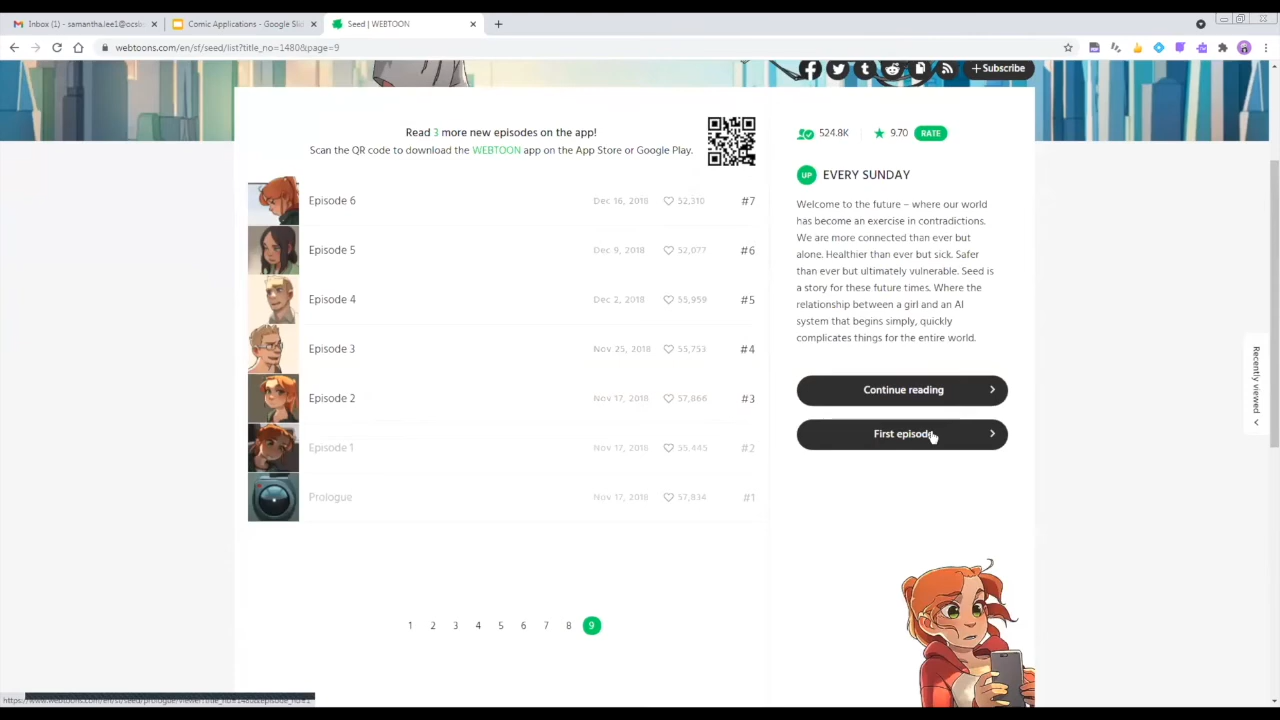 Inbox (1) - samantha.lee1@ocsb
Comic Applications - Google Sli
Seed | WEBTOON
webtoons.com/en/sf/seed/list?title_no=1480&page=9
+ Subscribe
Read 3 more new episodes on the app!
Scan the QR code to download the WEBTOON app on the App Store or Google Play.
524.8K 9.70 RATE
UP EVERY SUNDAY
Welcome to the future – where our world
has become an exercise in contradictions.
We are more connected than ever but
alone. Healthier than ever but sick. Safer
than ever but ultimately vulnerable. Seed is
a story for these future times. Where the
relationship between a girl and an AI
system that begins simply, quickly
complicates things for the entire world.
Continue reading
First episode
Episode 6 Dec 16, 2018 52,310 #7
Episode 5 Dec 9, 2018 52,077 #6
Episode 4 Dec 2, 2018 55,959 #5
Episode 3 Nov 25, 2018 55,753 #4
Episode 2 Nov 17, 2018 57,866 #3
Episode 1 Nov 17, 2018 55,445 #2
Prologue Nov 17, 2018 57,834 #1
1 2 3 4 5 6 7 8 9
Recently viewed